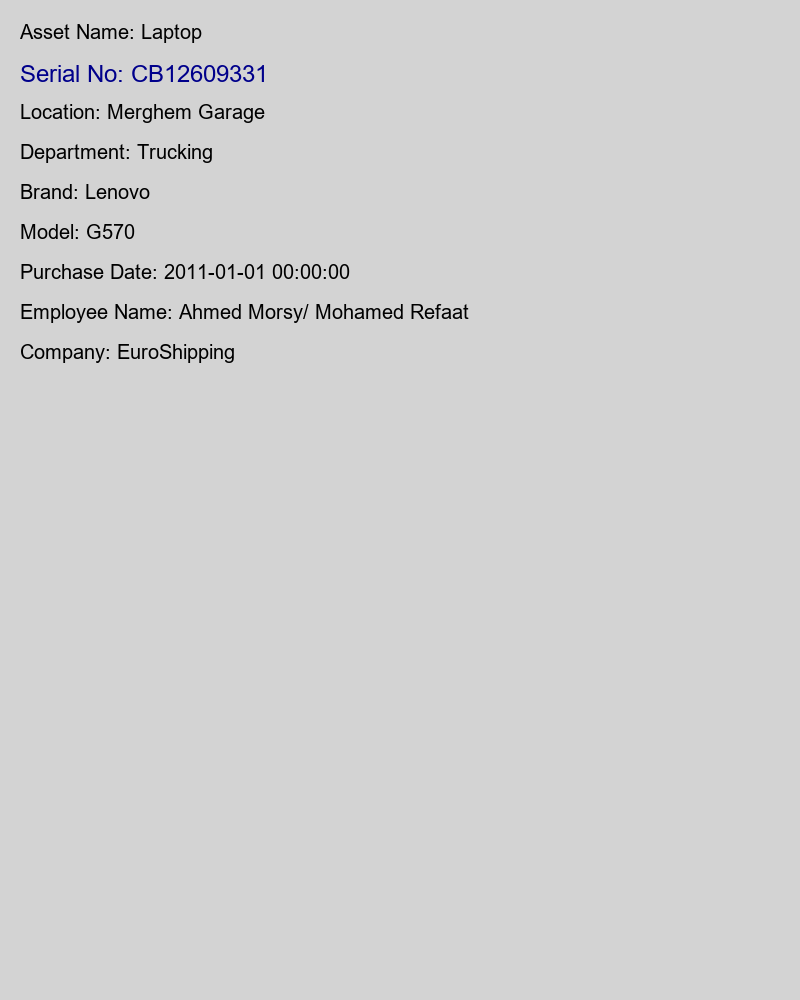 Asset Name: Laptop
Serial No: CB12609331
Location: Merghem Garage
Department: Trucking
Brand: Lenovo
Model: G570
Purchase Date: 2011-01-01 00:00:00
Employee Name: Ahmed Morsy/ Mohamed Refaat
Company: EuroShipping